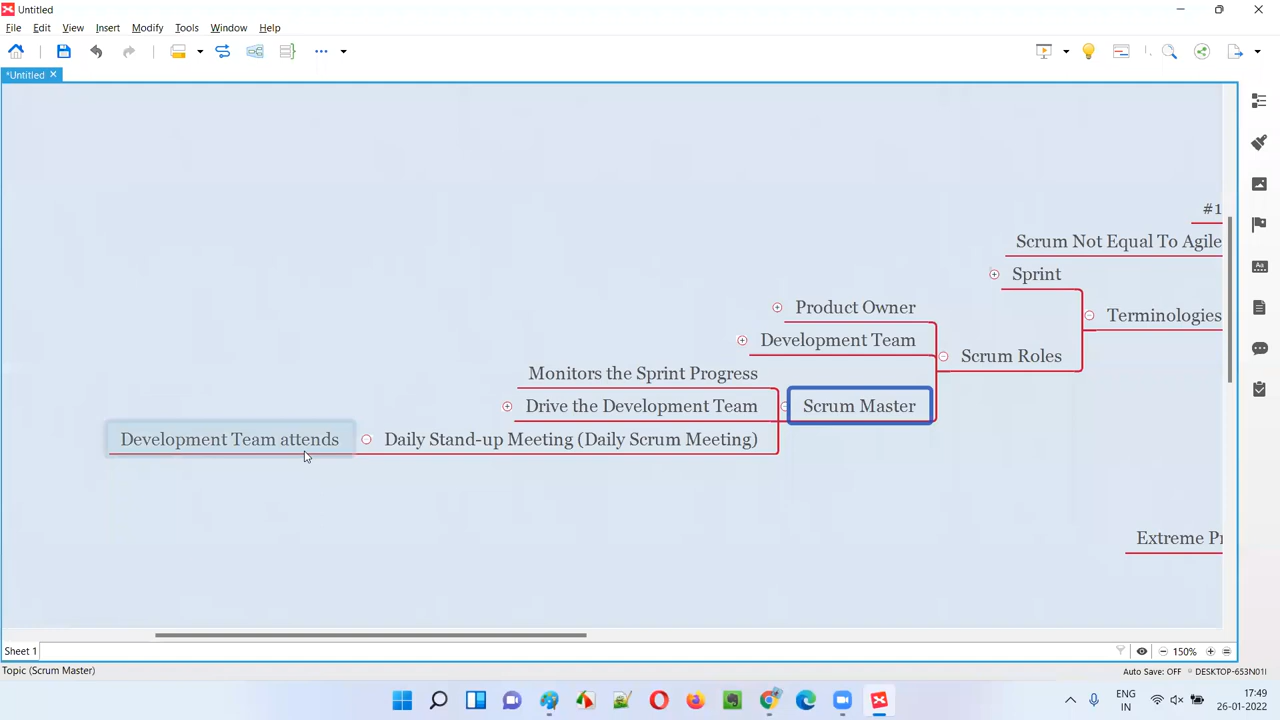 Untitled
File Edit View Insert Modify Tools Window Help
*Untitled
#1
Scrum Not Equal To Agile
Sprint
Product Owner
Terminologies
Development Team
Scrum Roles
Monitors the Sprint Progress
Drive the Development Team
Scrum Master
Development Team attends
Daily Stand-up Meeting (Daily Scrum Meeting)
Extreme Pr
Sheet 1
150%
Topic (Scrum Master)
Auto Save: OFF
DESKTOP-653N01I
ENG
IN
17:49
26-01-2022